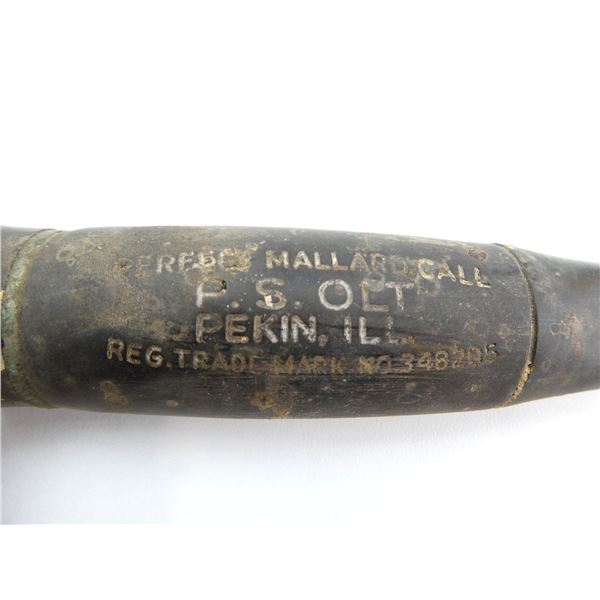 PERFECT MALLARD CALL
P. S. OLT
PEKIN, ILL.
REG. TRADE MARK NO. 348205